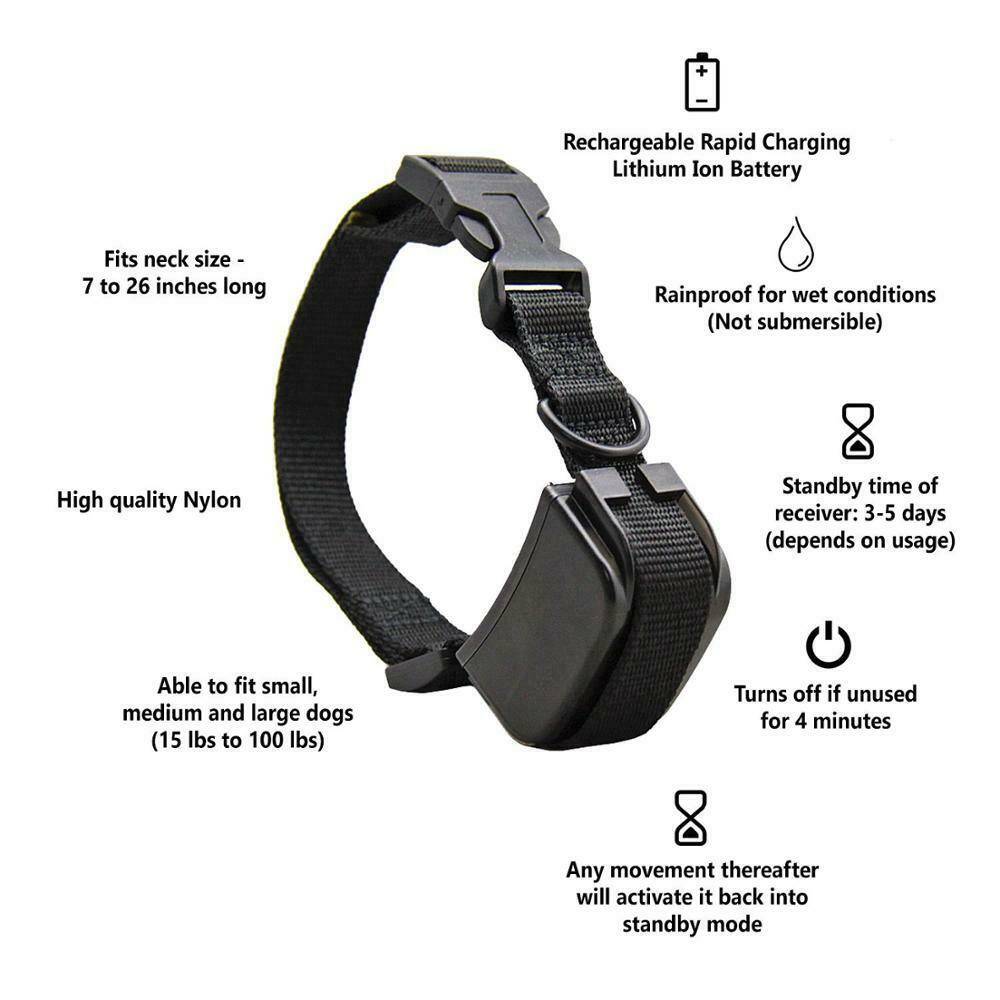 Rechargeable Rapid Charging
Lithium Ion Battery
Fits neck size -
7 to 26 inches long
Rainproof for wet conditions
(Not submersible)
High quality Nylon
Standby time of
receiver: 3-5 days
(depends on usage)
Able to fit small,
medium and large dogs
(15 lbs to 100 lbs)
Turns off if unused
for 4 minutes
Any movement thereafter
will activate it back into
standby mode